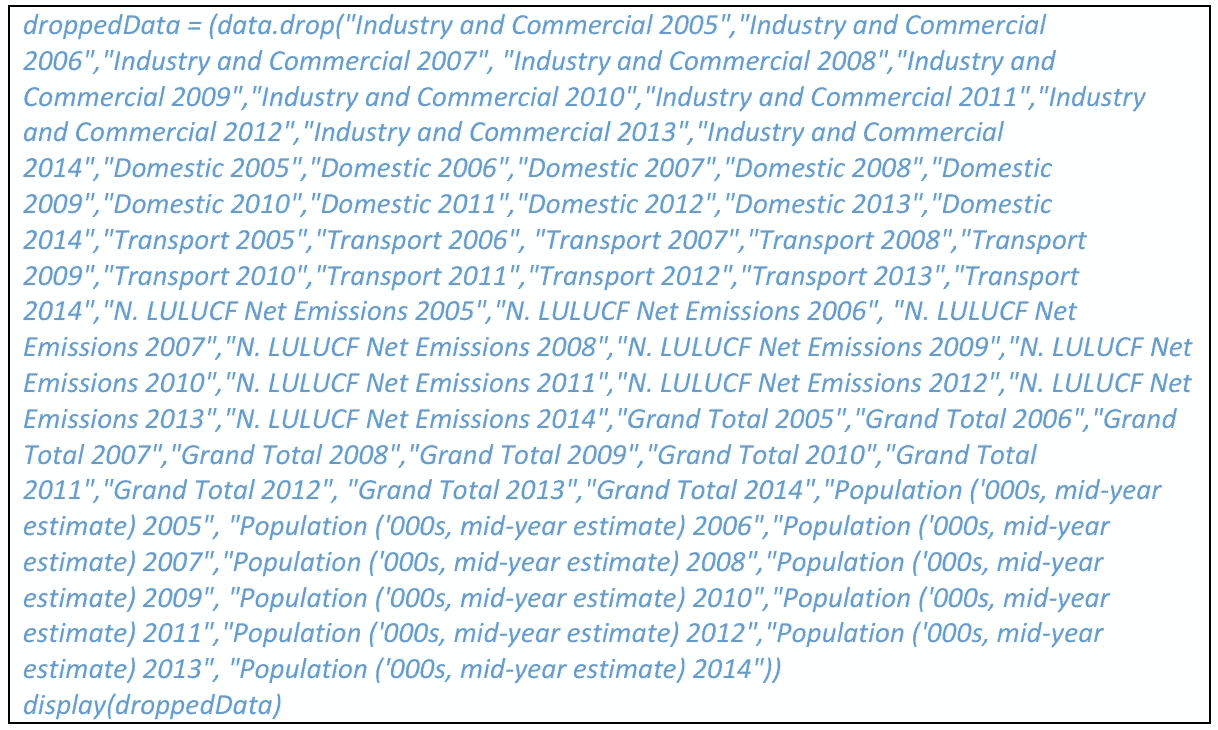 droppedData = (data.drop("Industry and Commercial 2005","Industry and Commercial
2006","Industry and Commercial 2007", "Industry and Commercial 2008","Industry and
Commercial 2009","Industry and Commercial 2010","Industry and Commercial 2011","Industry
and Commercial 2012","Industry and Commercial 2013","Industry and Commercial
2014","Domestic 2005","Domestic 2006","Domestic 2007","Domestic 2008","Domestic
2009","Domestic 2010","Domestic 2011","Domestic 2012","Domestic 2013","Domestic
2014","Transport 2005","Transport 2006", "Transport 2007","Transport 2008","Transport
2009","Transport 2010","Transport 2011","Transport 2012","Transport 2013","Transport
2014","N. LULUCF Net Emissions 2005","N. LULUCF Net Emissions 2006", "N. LULUCF Net
Emissions 2007","N. LULUCF Net Emissions 2008","N. LULUCF Net Emissions 2009","N. LULUCF Net
Emissions 2010","N. LULUCF Net Emissions 2011","N. LULUCF Net Emissions 2012","N. LULUCF Net
Emissions 2013","N. LULUCF Net Emissions 2014","Grand Total 2005","Grand Total 2006","Grand
Total 2007","Grand Total 2008","Grand Total 2009","Grand Total 2010","Grand Total
2011","Grand Total 2012", "Grand Total 2013","Grand Total 2014","Population ('000s, mid-year
estimate) 2005", "Population ('000s, mid-year estimate) 2006","Population ('000s, mid-year
estimate) 2007","Population ('000s, mid-year estimate) 2008","Population ('000s, mid-year
estimate) 2009", "Population ('000s, mid-year estimate) 2010","Population ('000s, mid-year
estimate) 2011","Population ('000s, mid-year estimate) 2012","Population ('000s, mid-year
estimate) 2013", "Population ('000s, mid-year estimate) 2014"))
display(droppedData)